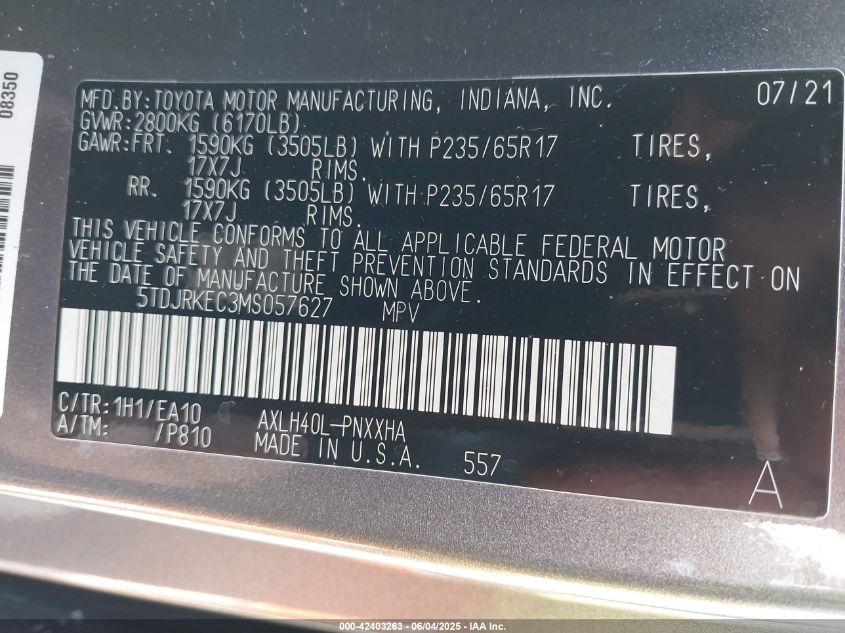 08350
MFD.BY:TOYOTA MOTOR MANUFACTURING, INDIANA, INC. 07/21
GVWR:2800KG (6170LB)
GAWR:FRT. 1590KG (3505LB) WITH P235/65R17 TIRES,
17X7J RIMS.
RR. 1590KG (3505LB) WITH P235/65R17 TIRES,
17X7J RIMS.
THIS VEHICLE CONFORMS TO ALL APPLICABLE FEDERAL MOTOR
VEHICLE SAFETY AND THEFT PREVENTION STANDARDS IN EFFECT ON
THE DATE OF MANUFACTURE SHOWN ABOVE.
5TDJRKEC3MS057627 MPV
C/TR:1H1/EA10 AXLH40L-PNXXHA
A/TM: /P810 MADE IN U.S.A. 557
A
000-42403263 - 06/04/2025 - IAA Inc.